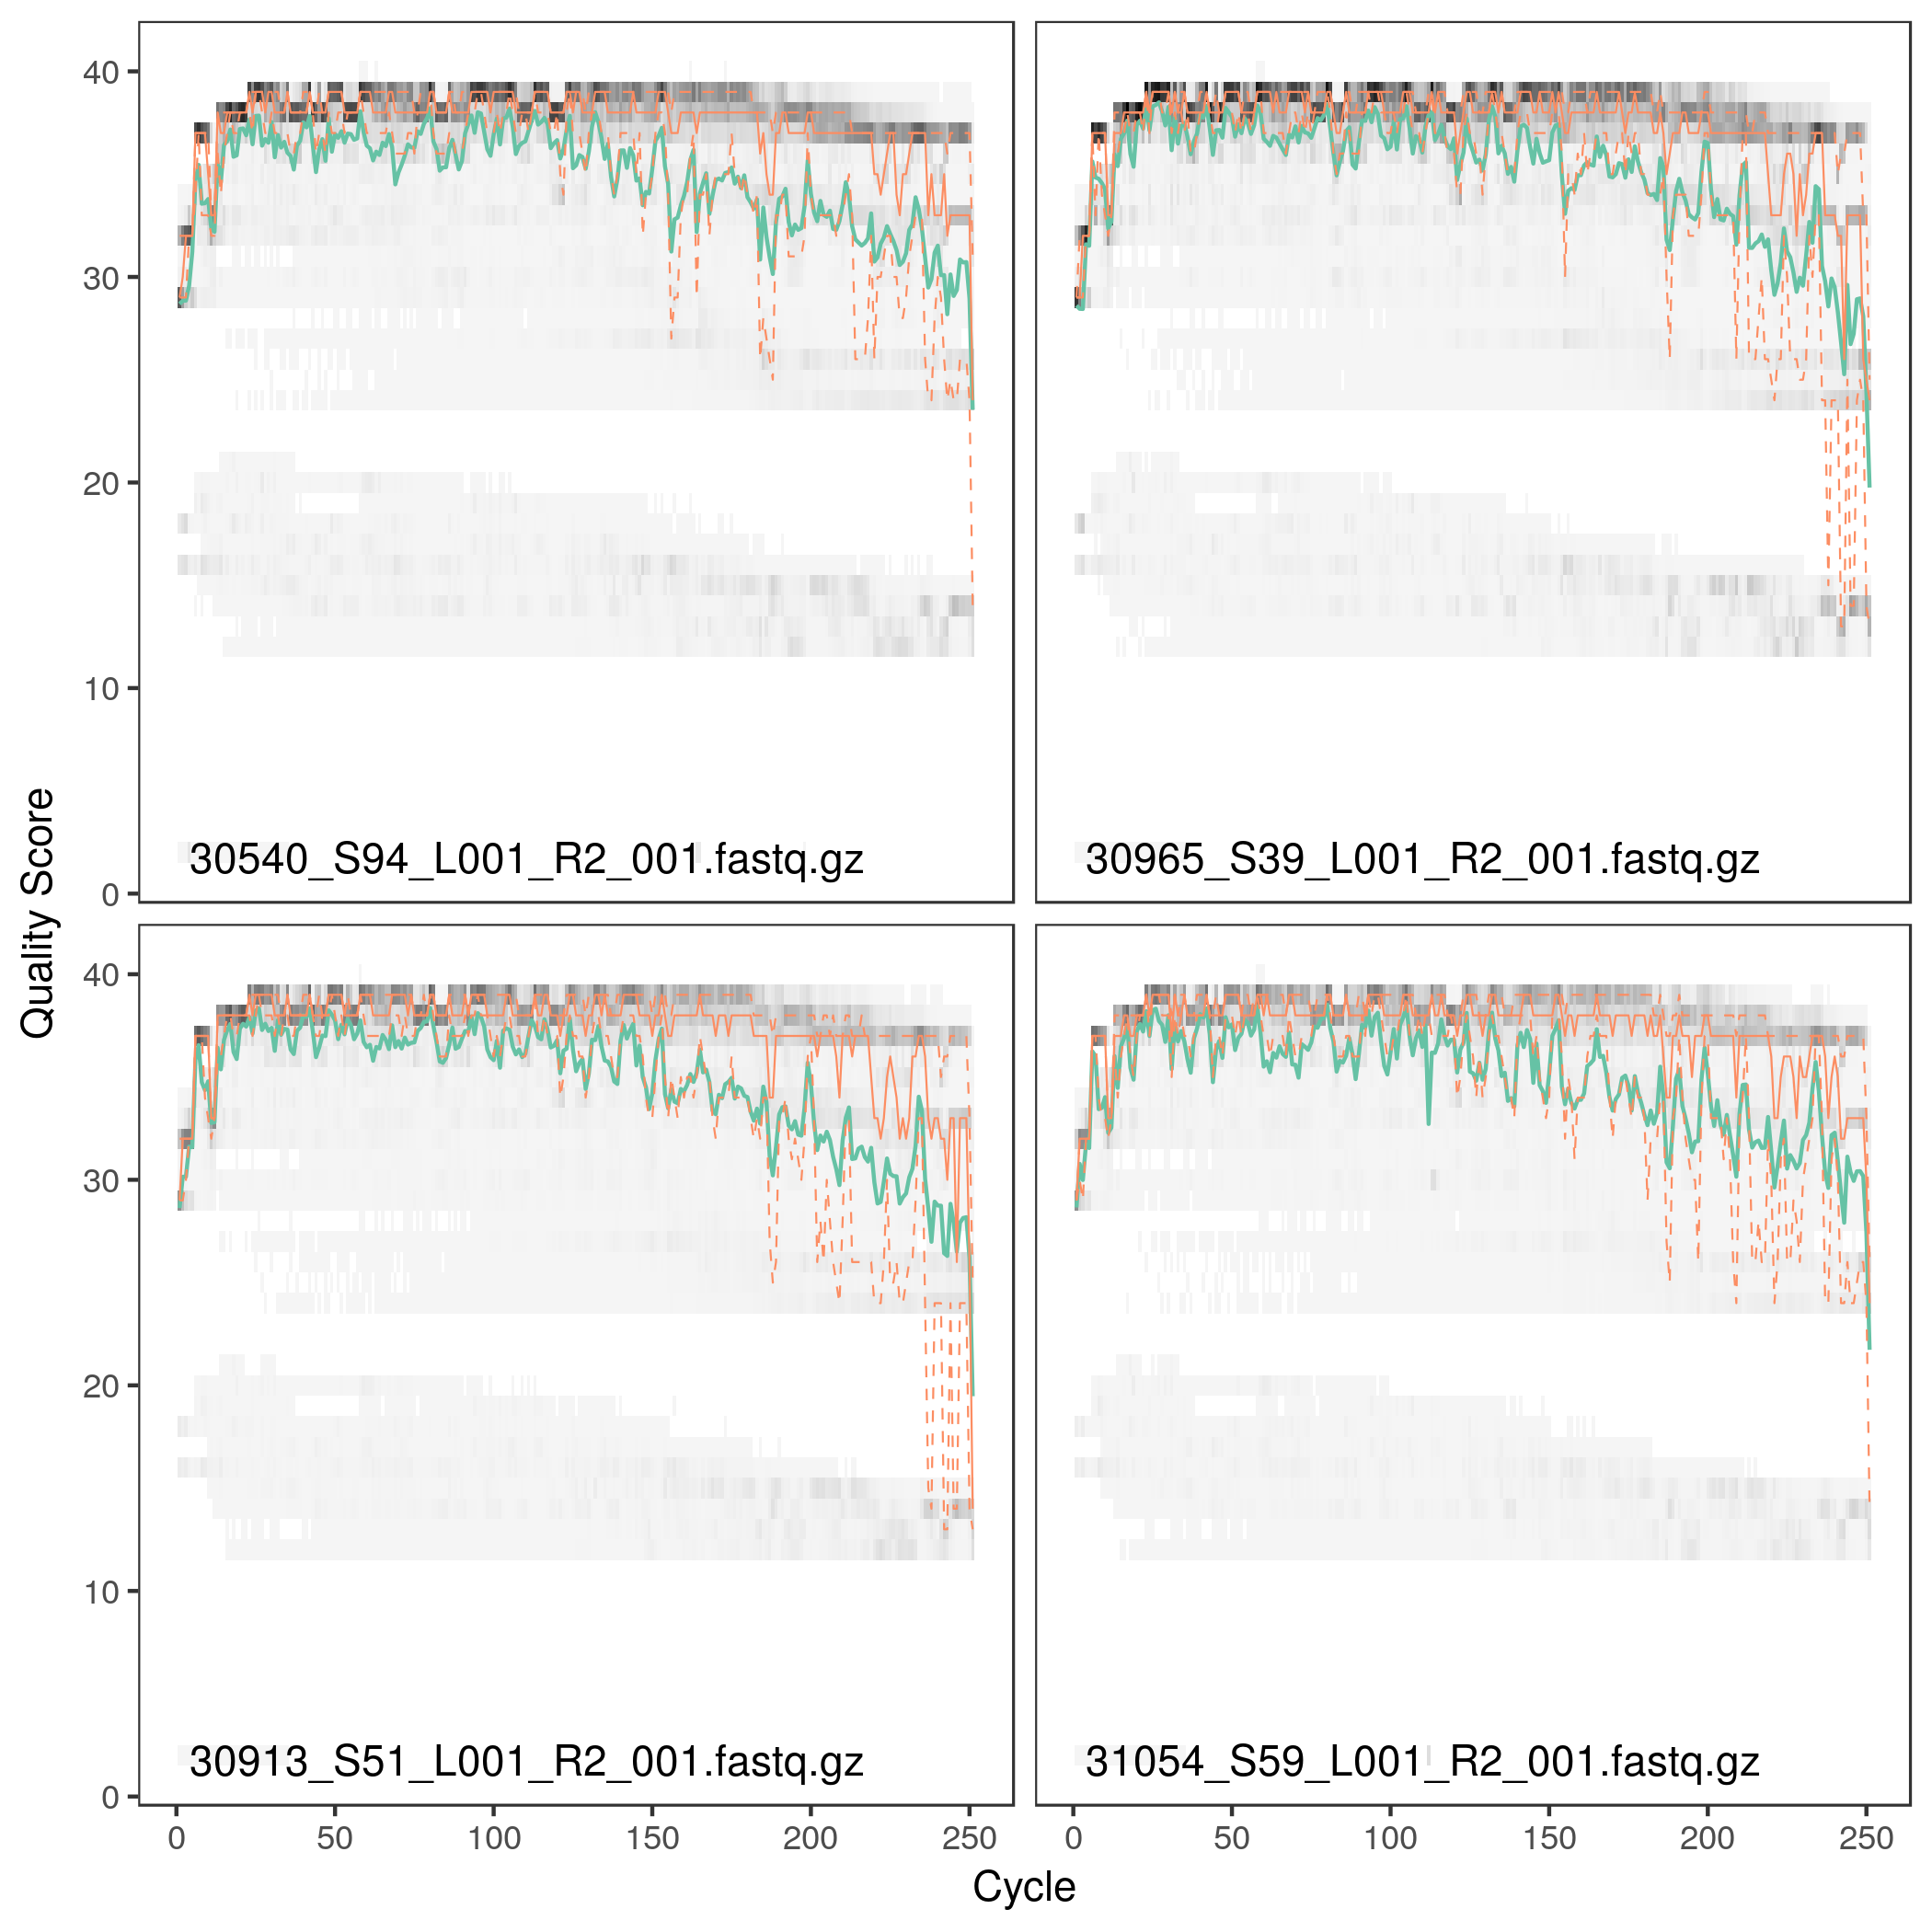 Quality Score
40
30
20
10
0
30540_S94_L001_R2_001.fastq.gz
30965_S39_L001_R2_001.fastq.gz
40
30
20
10
0
30913_S51_L001_R2_001.fastq.gz
31054_S59_L001_R2_001.fastq.gz
0 50 100 150 200 250
0 50 100 150 200 250
Cycle